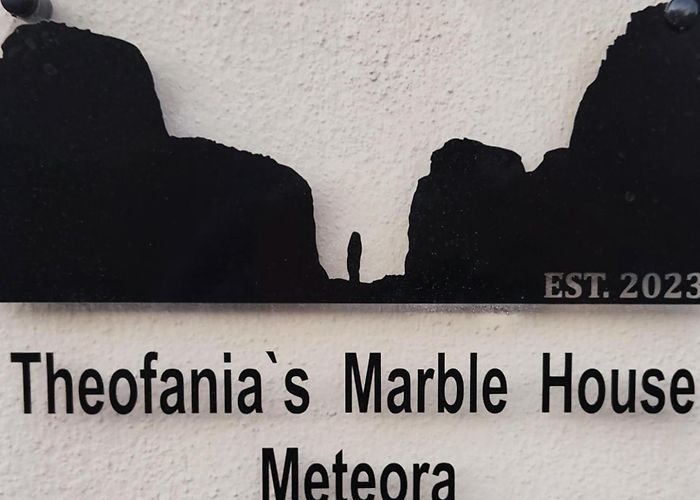 EST. 2023
Theofania`s Marble House
Meteora